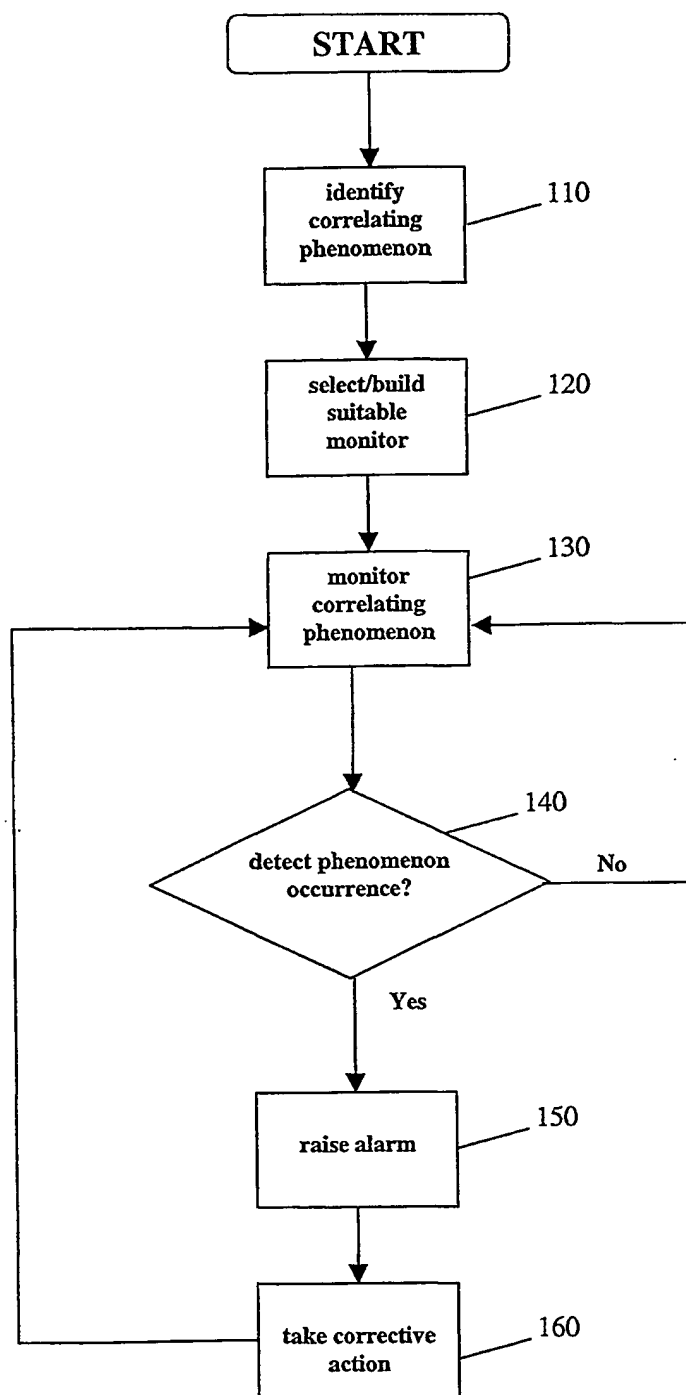 START
identify
correlating
phenomenon
110
select/build
suitable
monitor
120
monitor
correlating
phenomenon
130
detect phenomenon
occurrence?
140
No
Yes
raise alarm
150
take corrective
action
160